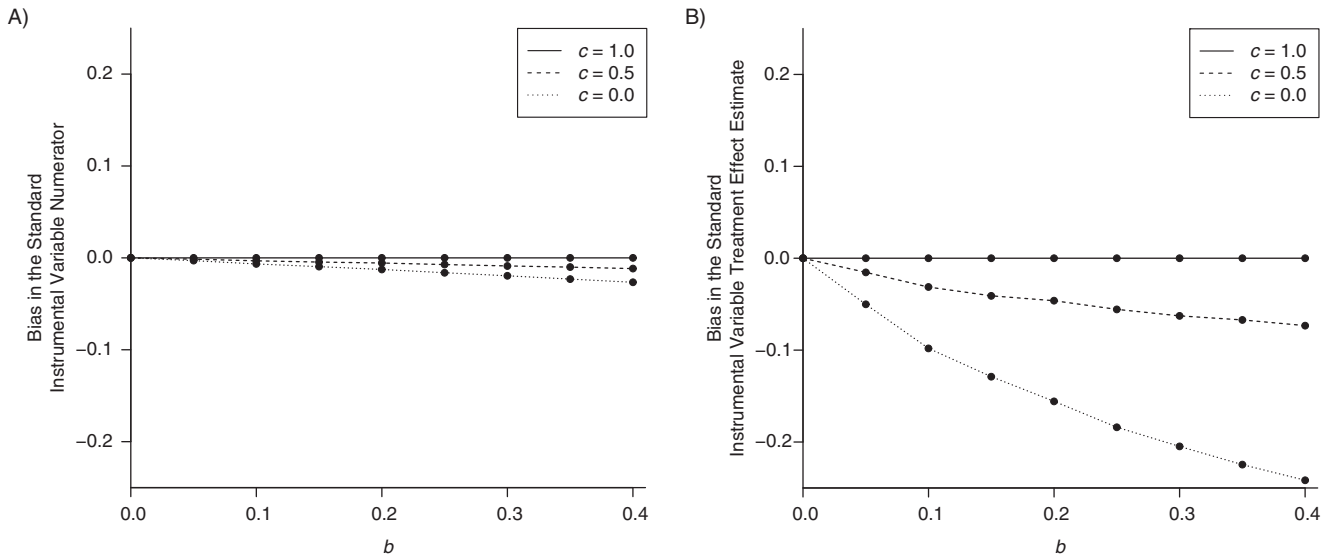 A)
Bias in the Standard
Instrumental Variable Numerator
0.2
0.1
0.0
−0.1
−0.2
0.0 0.1 0.2 0.3 0.4
b
c = 1.0
c = 0.5
c = 0.0
B)
Bias in the Standard
Instrumental Variable Treatment Effect Estimate
0.2
0.1
0.0
−0.1
−0.2
0.0 0.1 0.2 0.3 0.4
b
c = 1.0
c = 0.5
c = 0.0